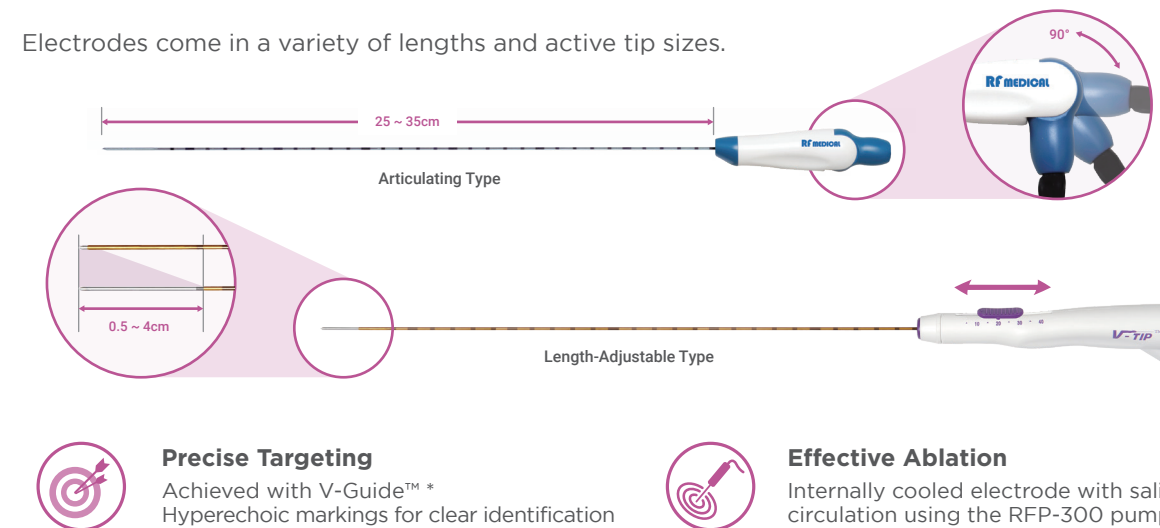 Electrodes come in a variety of lengths and active tip sizes.
90°
RF MEDICAL
25 ~ 35cm
RF MEDICAL
Articulating Type
0.5 ~ 4cm
10 20 30 40
Length-Adjustable Type
V-TIP
Precise Targeting
Achieved with V-Guide™ *
Hyperechoic markings for clear identification
Effective Ablation
Internally cooled electrode with sali
circulation using the RFP-300 pump